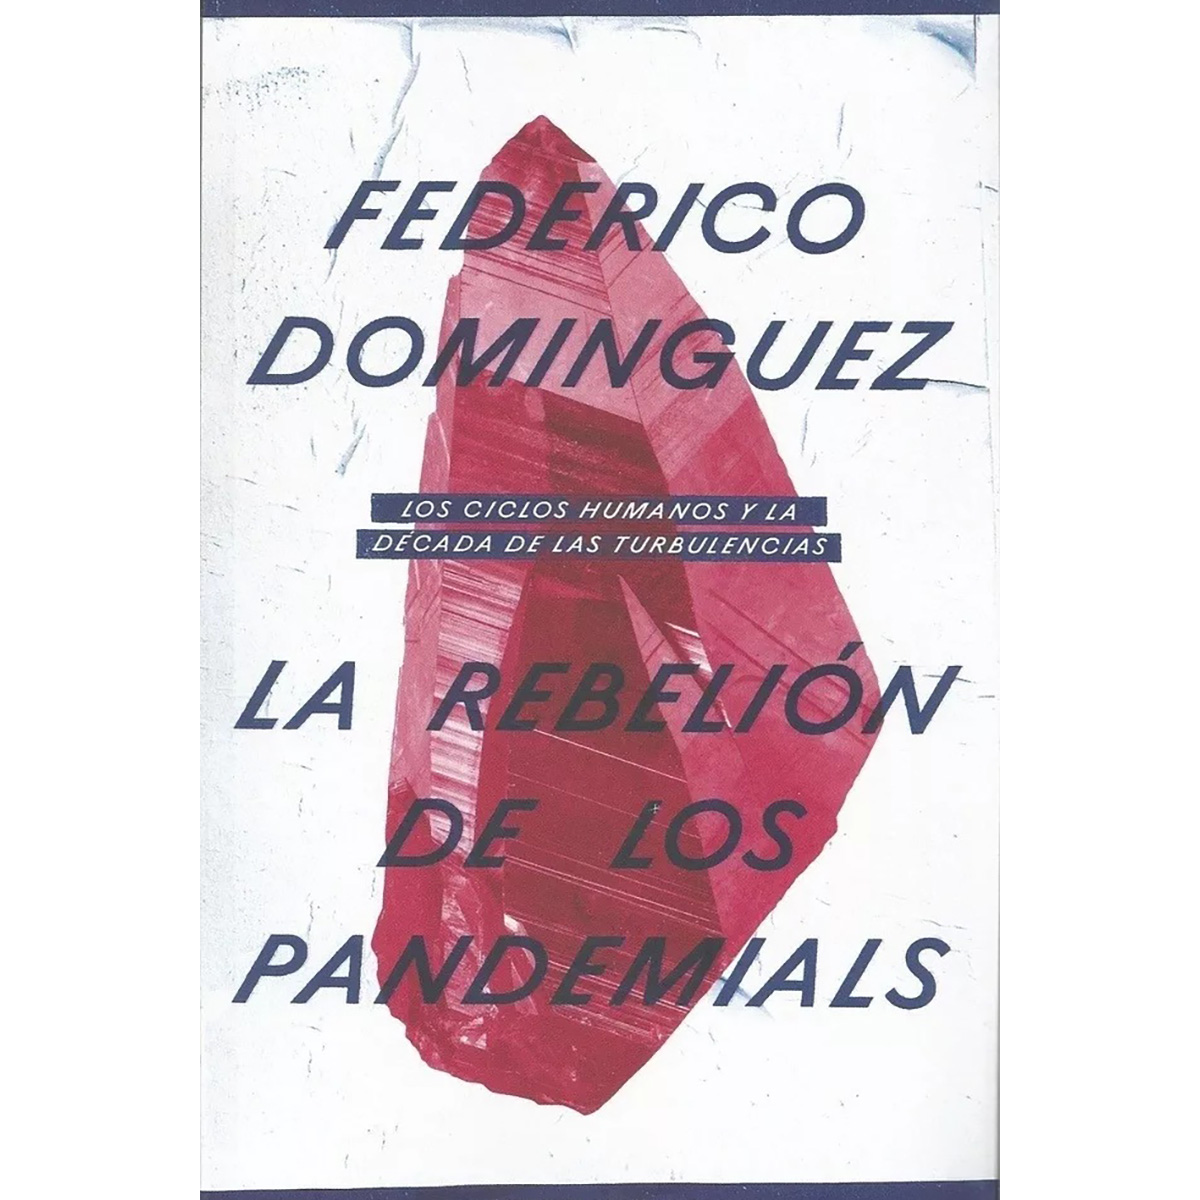 FEDERICO
DOMINGUEZ
LOS CICLOS HUMANOS Y LA
DÉCADA DE LAS TURBULENCIAS
LA REBELIÓN
DE LOS
PANDEMIALS